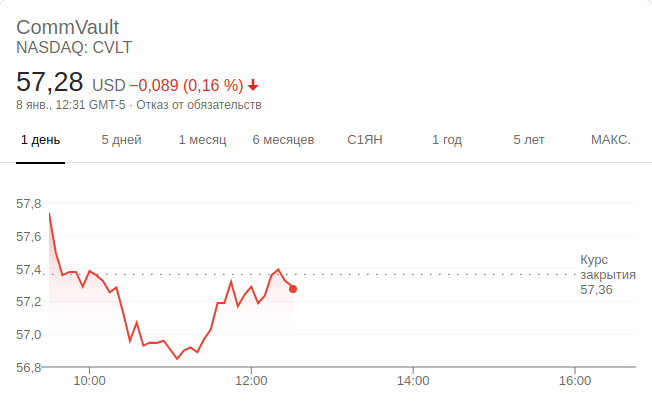 CommVault
NASDAQ: CVLT
57,28 USD −0,089 (0,16 %)
8 янв., 12:31 GMT-5 · Отказ от обязательств
1 день 5 дней 1 месяц 6 месяцев С1ЯН 1 год 5 лет МАКС.
57,8
57,6
57,4
57,2
57,0
56,8
Курс
закрытия
57,36
10:00 12:00 14:00 16:00